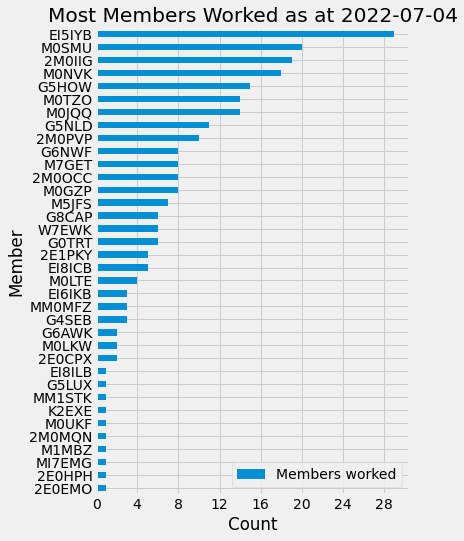 Most Members Worked as at 2022-07-04
EI5IYB
M0SMU
2M0IIG
M0NVK
G5HOW
M0TZO
M0JQQ
G5NLD
2M0PVP
G6NWF
M7GET
2M0OCC
M0GZP
M5JFS
G8CAP
W7EWK
G0TRT
2E1PKY
EI8ICB
M0LTE
EI6IKB
MM0MFZ
G4SEB
G6AWK
M0LKW
2E0CPX
EI8ILB
G5LUX
MM1STK
K2EXE
M0UKF
2M0MQN
M1MBZ
MI7EMG
2E0HPH
2E0EMO
Member
Members worked
0 4 8 12 16 20 24 28
Count